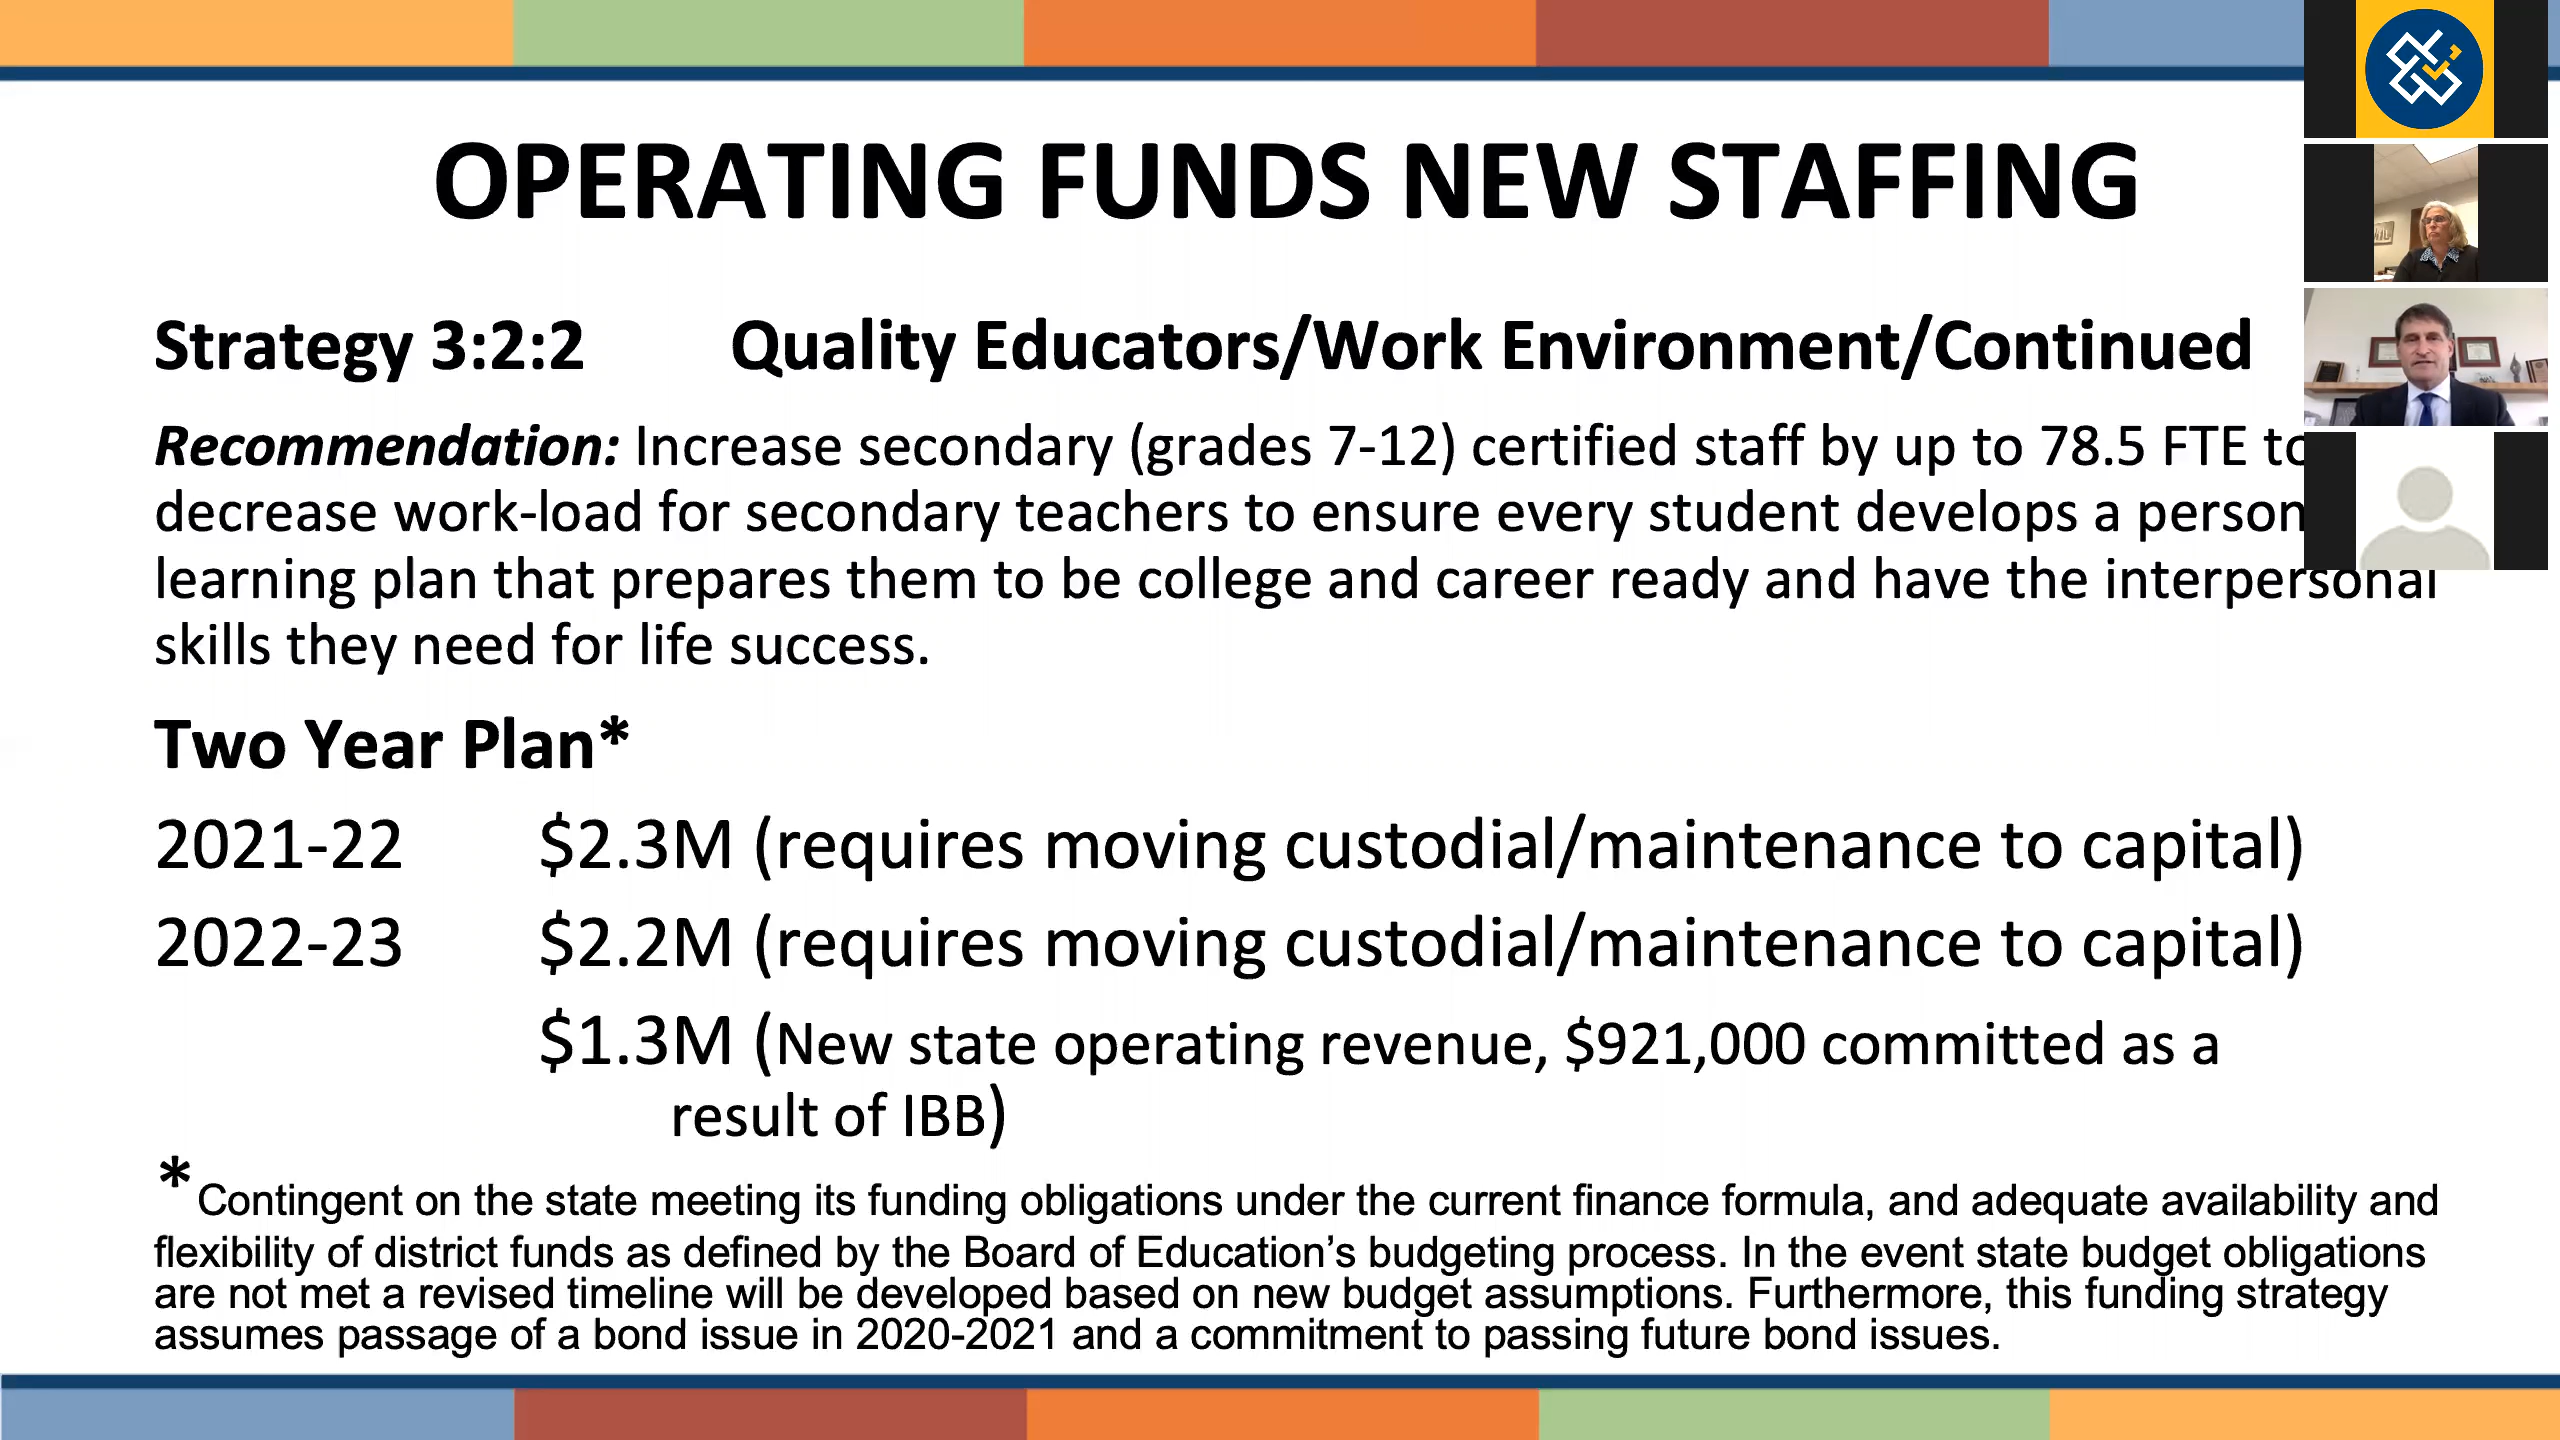 OPERATING FUNDS NEW STAFFING
Strategy 3:2:2 Quality Educators/Work Environment/Continued
Recommendation: Increase secondary (grades 7-12) certified staff by up to 78.5 FTE to
decrease work-load for secondary teachers to ensure every student develops a
learning plan that prepares them to be college and career ready and have the interpersonal
skills they need for life success.
Two Year Plan*
2021-22 $2.3M (requires moving custodial/maintenance to capital)
2022-23 $2.2M (requires moving custodial/maintenance to capital)
$1.3M (New state operating revenue, $921,000 committed as a
result of IBB)
*Contingent on the state meeting its funding obligations under the current finance formula, and adequate availability and
flexibility of district funds as defined by the Board of Education’s budgeting process. In the event state budget obligations
are not met a revised timeline will be developed based on new budget assumptions. Furthermore, this funding strategy
assumes passage of a bond issue in 2020-2021 and a commitment to passing future bond issues.